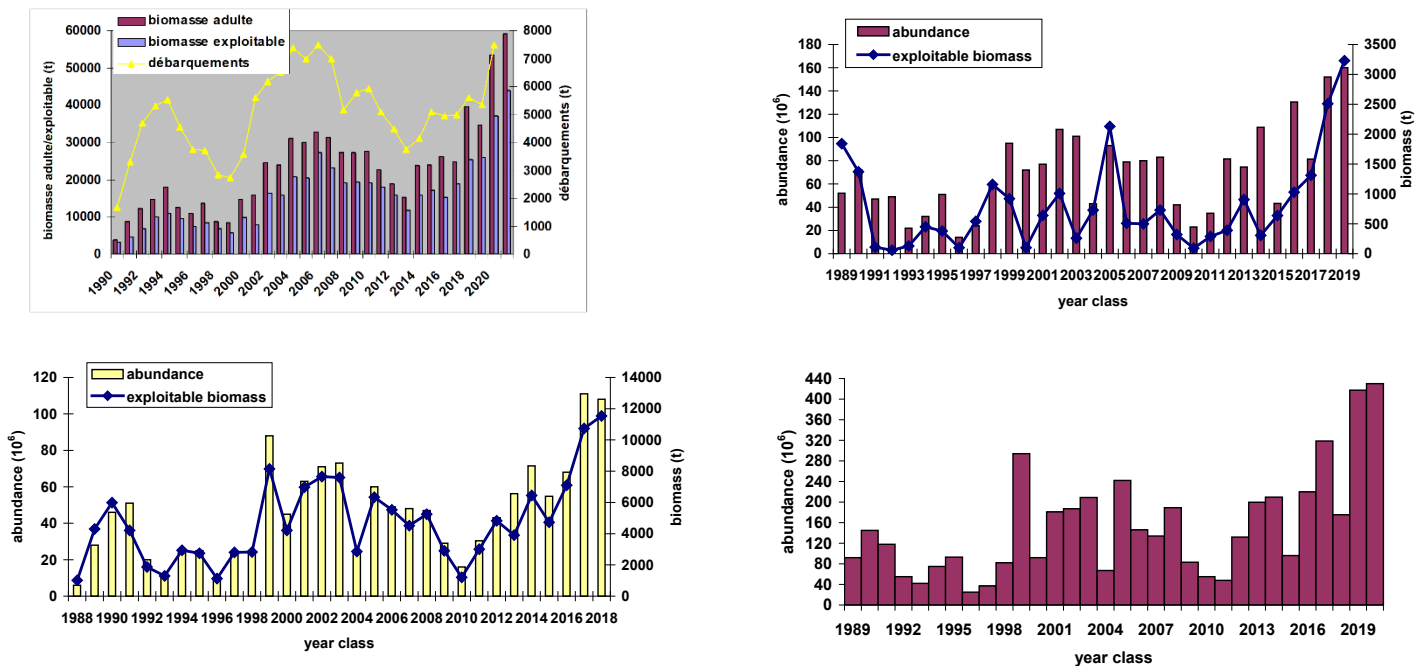 biomasse adulte
biomasse exploitable
débarquements
60000
50000
40000
30000
20000
10000
0
8000
7000
6000
5000
4000
3000
2000
1000
0
biomasse adulte/exploitable (t)
débarquements (t)
1990 1992 1994 1996 1998 2000 2002 2004 2006 2008 2010 2012 2014 2016 2018 2020
abundance
exploitable biomass
180
160
140
120
100
80
60
40
20
0
3500
3000
2500
2000
1500
1000
500
0
abundance (10⁶)
biomass (t)
1989 1991 1993 1995 1997 1999 2001 2003 2005 2007 2009 2011 2013 2015 2017 2019
year class
abundance
exploitable biomass
120
100
80
60
40
20
0
14000
12000
10000
8000
6000
4000
2000
0
abundance (10⁶)
biomass (t)
1988 1990 1992 1994 1996 1998 2000 2002 2004 2006 2008 2010 2012 2014 2016 2018
year class
440
400
360
320
280
240
200
160
120
80
40
0
abundance (10⁶)
1989 1992 1995 1998 2001 2004 2007 2010 2013 2016 2019
year class